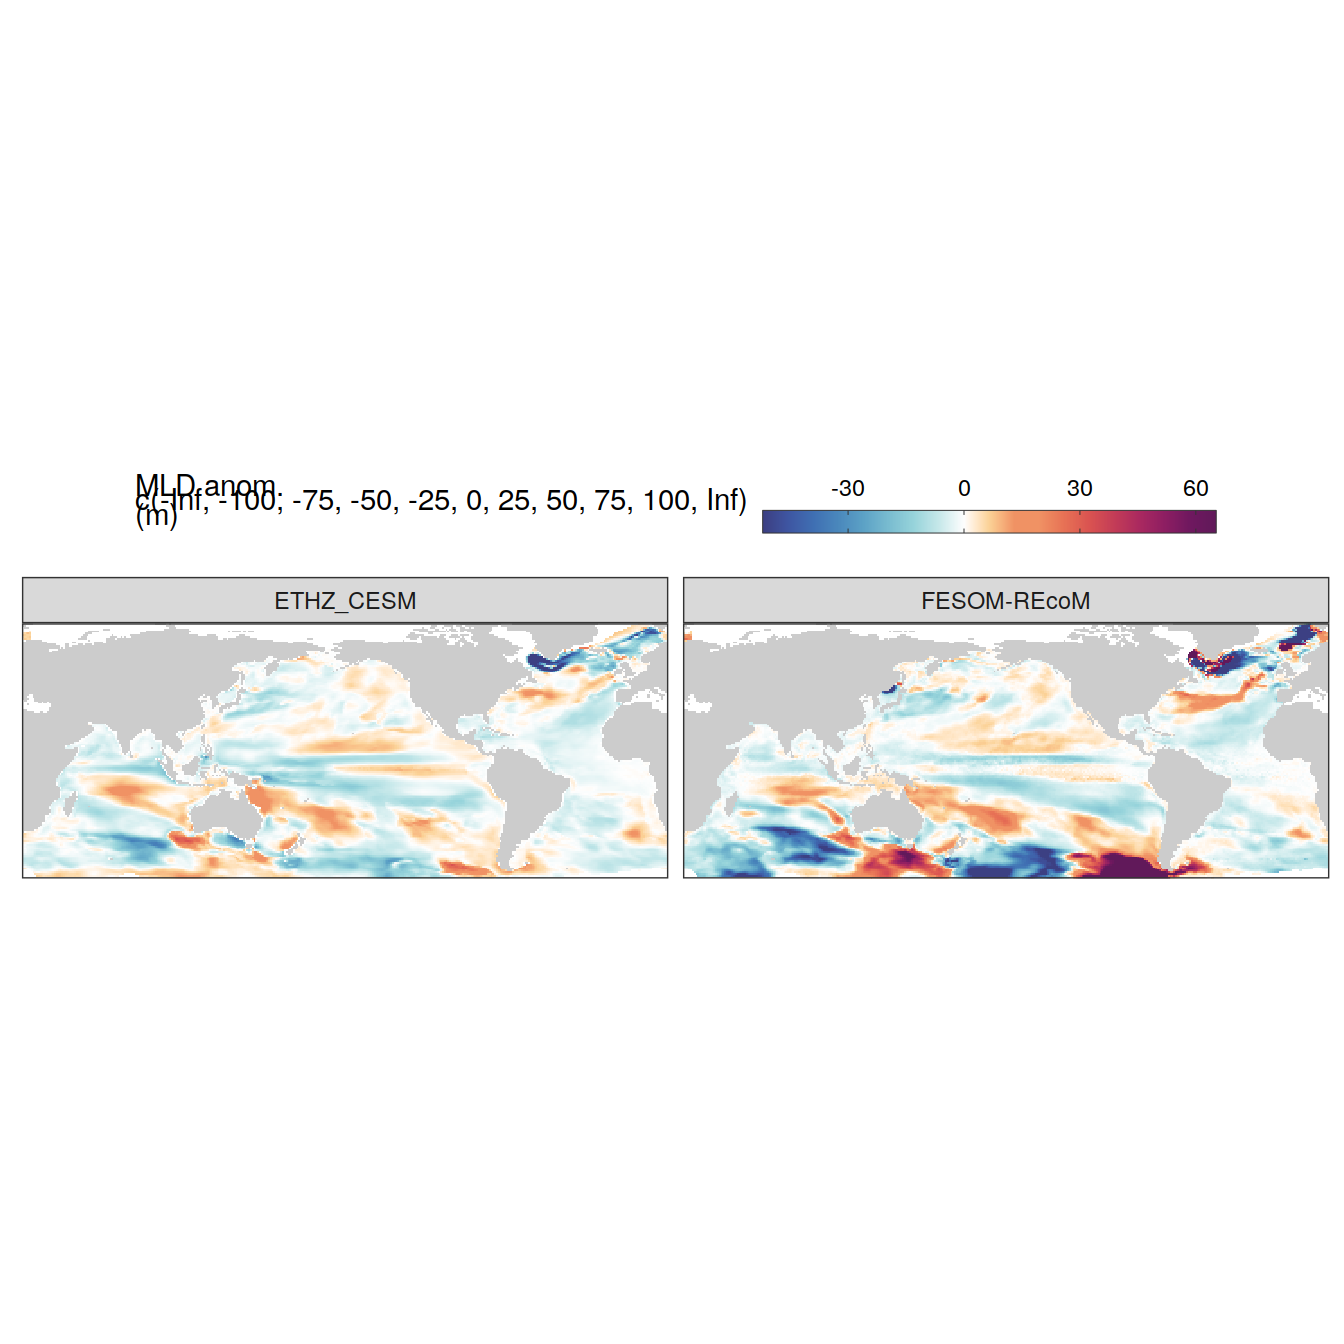 MLD anom.
c(-Inf, -100, -75, -50, -25, 0, 25, 50, 75, 100, Inf)
(m)
-30 0 30 60
ETHZ_CESM
FESOM-REcoM